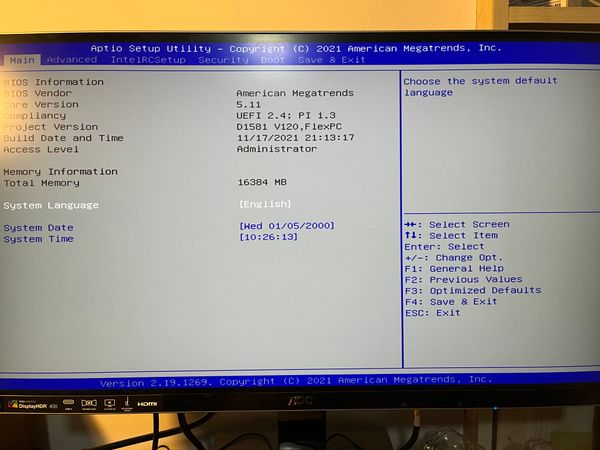 Aptio Setup Utility – Copyright (C) 2021 American Megatrends, Inc.
Main Advanced IntelRCSetup Security Boot Save & Exit
BIOS Information
BIOS Vendor American Megatrends
Core Version 5.11
Compliancy UEFI 2.4; PI 1.3
Project Version D1581 V120,FlexPC
Build Date and Time 11/17/2021 21:13:17
Access Level Administrator
Memory Information
Total Memory 16384 MB
System Language [English]
System Date [Wed 01/05/2000]
System Time [10:26:13]
Choose the system default
language
→←: Select Screen
↑↓: Select Item
Enter: Select
+/-: Change Opt.
F1: General Help
F2: Previous Values
F3: Optimized Defaults
F4: Save & Exit
ESC: Exit
Version 2.19.1269. Copyright (C) 2021 American Megatrends, Inc.
DisplayHDR 400
HDMI
AOC